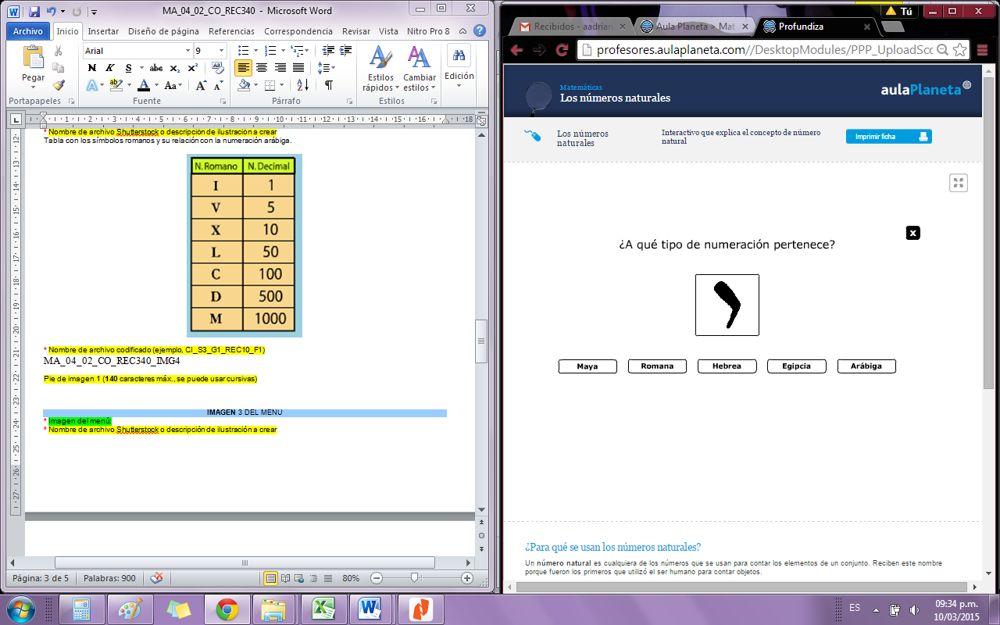 MA_04_02_CO_REC340 - Microsoft Word
Archivo Inicio Insertar Diseño de página Referencias Correspondencia Revisar Vista Nitro Pro 8
Pegar
Arial 9
N K S abc x₂ x²
Aa
Estilos rápidos
Cambiar estilos
Edición
Portapapeles Fuente Párrafo Estilos
* Nombre de archivo Shutterstock o descripción de ilustración a crear
Tabla con los símbolos romanos y su relación con la numeración arábiga.
N. Romano N. Decimal
I 1
V 5
X 10
L 50
C 100
D 500
M 1000
* Nombre de archivo codificado (ejemplo, CI_S3_G1_REC10_F1)
MA_04_02_CO_REC340_IMG4
Pie de imagen 1 (140 caracteres máx., se puede usar cursivas)
IMAGEN 3 DEL MENU
* Imagen del menú:
* Nombre de archivo Shutterstock o descripción de ilustración a crear
Página: 3 de 5 Palabras: 900 80%
Tú
Recibidos - aadrian
Aula Planeta > Mat
Profundiza
profesores.aulaplaneta.com//DesktopModules/PPP_UploadSco
Matemáticas
Los números naturales
aulaPlaneta
Los números
naturales
Interactivo que explica el concepto de número
natural
Imprimir ficha
x
¿A qué tipo de numeración pertenece?
Maya Romana Hebrea Egipcia Arábiga
¿Para qué se usan los números naturales?
Un número natural es cualquiera de los números que se usan para contar los elementos de un conjunto. Reciben este nombre
porque fueron los primeros que utilizó el ser humano para contar objetos.
ES
09:34 p.m.
10/03/2015